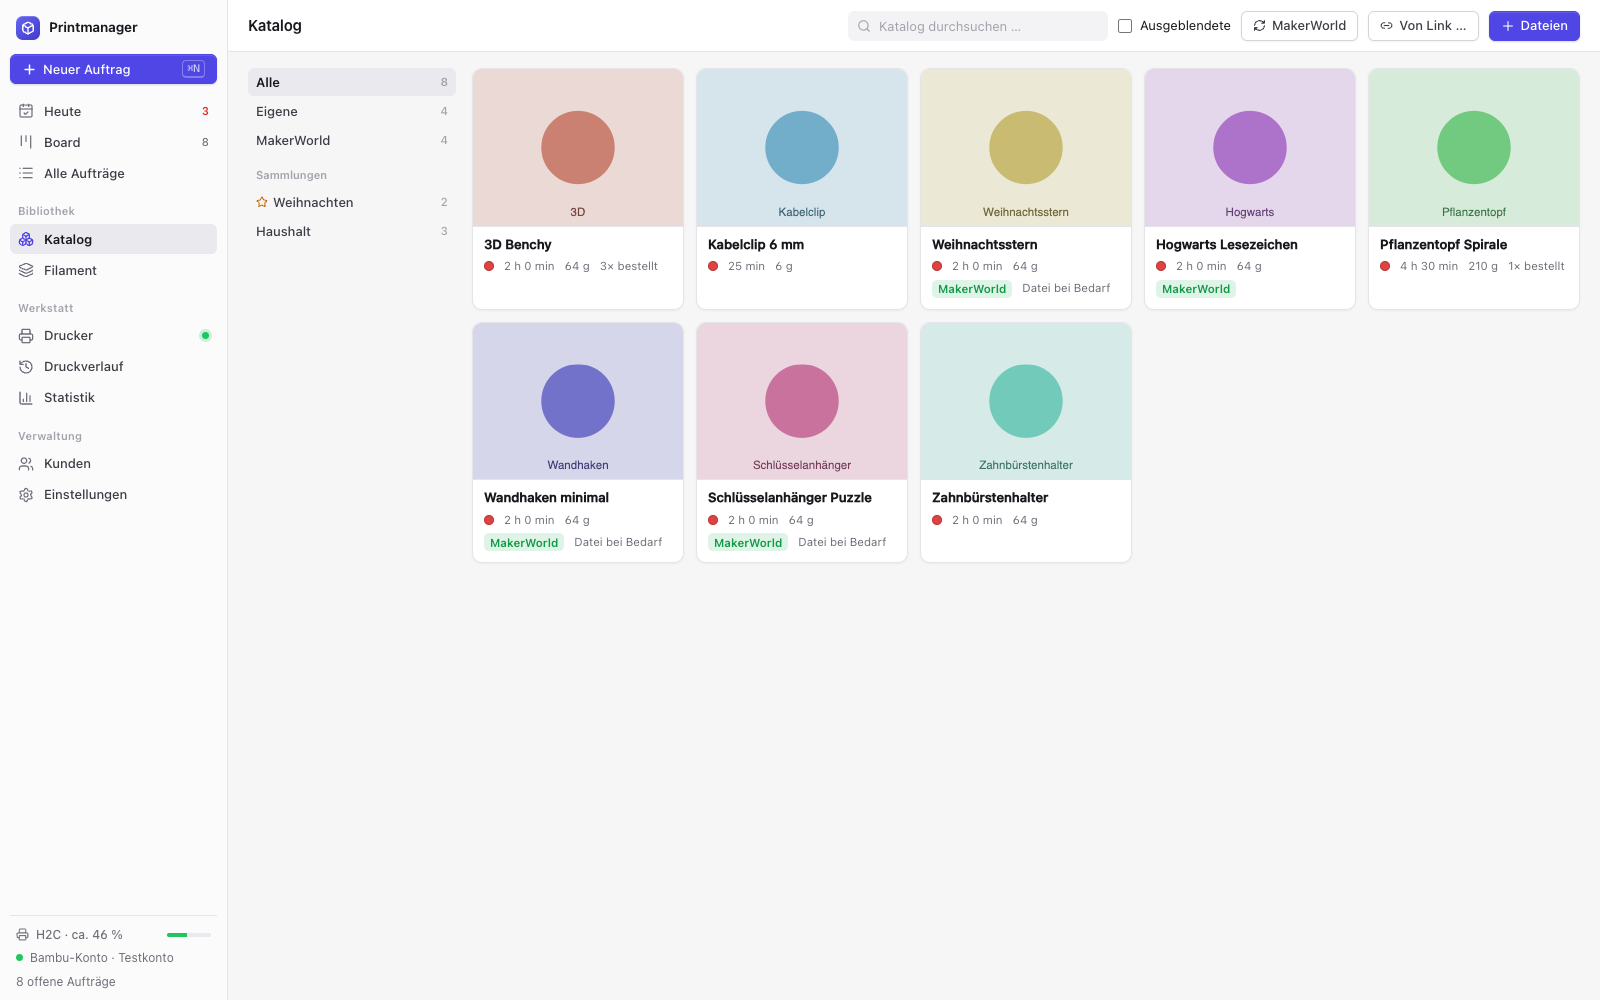 Printmanager
Neuer Auftrag ⌘N
Heute 3
Board 8
Alle Aufträge
Bibliothek
Katalog
Filament
Werkstatt
Drucker
Druckverlauf
Statistik
Verwaltung
Kunden
Einstellungen
H2C · ca. 46 %
Bambu-Konto · Testkonto
8 offene Aufträge
Katalog
Katalog durchsuchen ...
Ausgeblendete
MakerWorld
Von Link ...
Dateien
Alle 8
Eigene 4
MakerWorld 4
Sammlungen
Weihnachten 2
Haushalt 3
3D
3D Benchy
2 h 0 min 64 g 3× bestellt
Kabelclip
Kabelclip 6 mm
25 min 6 g
Weihnachtsstern
Weihnachtsstern
2 h 0 min 64 g
MakerWorld Datei bei Bedarf
Hogwarts
Hogwarts Lesezeichen
2 h 0 min 64 g
MakerWorld
Pflanzentopf
Pflanzentopf Spirale
4 h 30 min 210 g 1× bestellt
Wandhaken
Wandhaken minimal
2 h 0 min 64 g
MakerWorld Datei bei Bedarf
Schlüsselanhänger
Schlüsselanhänger Puzzle
2 h 0 min 64 g
MakerWorld Datei bei Bedarf
Zahnbürstenhalter
Zahnbürstenhalter
2 h 0 min 64 g